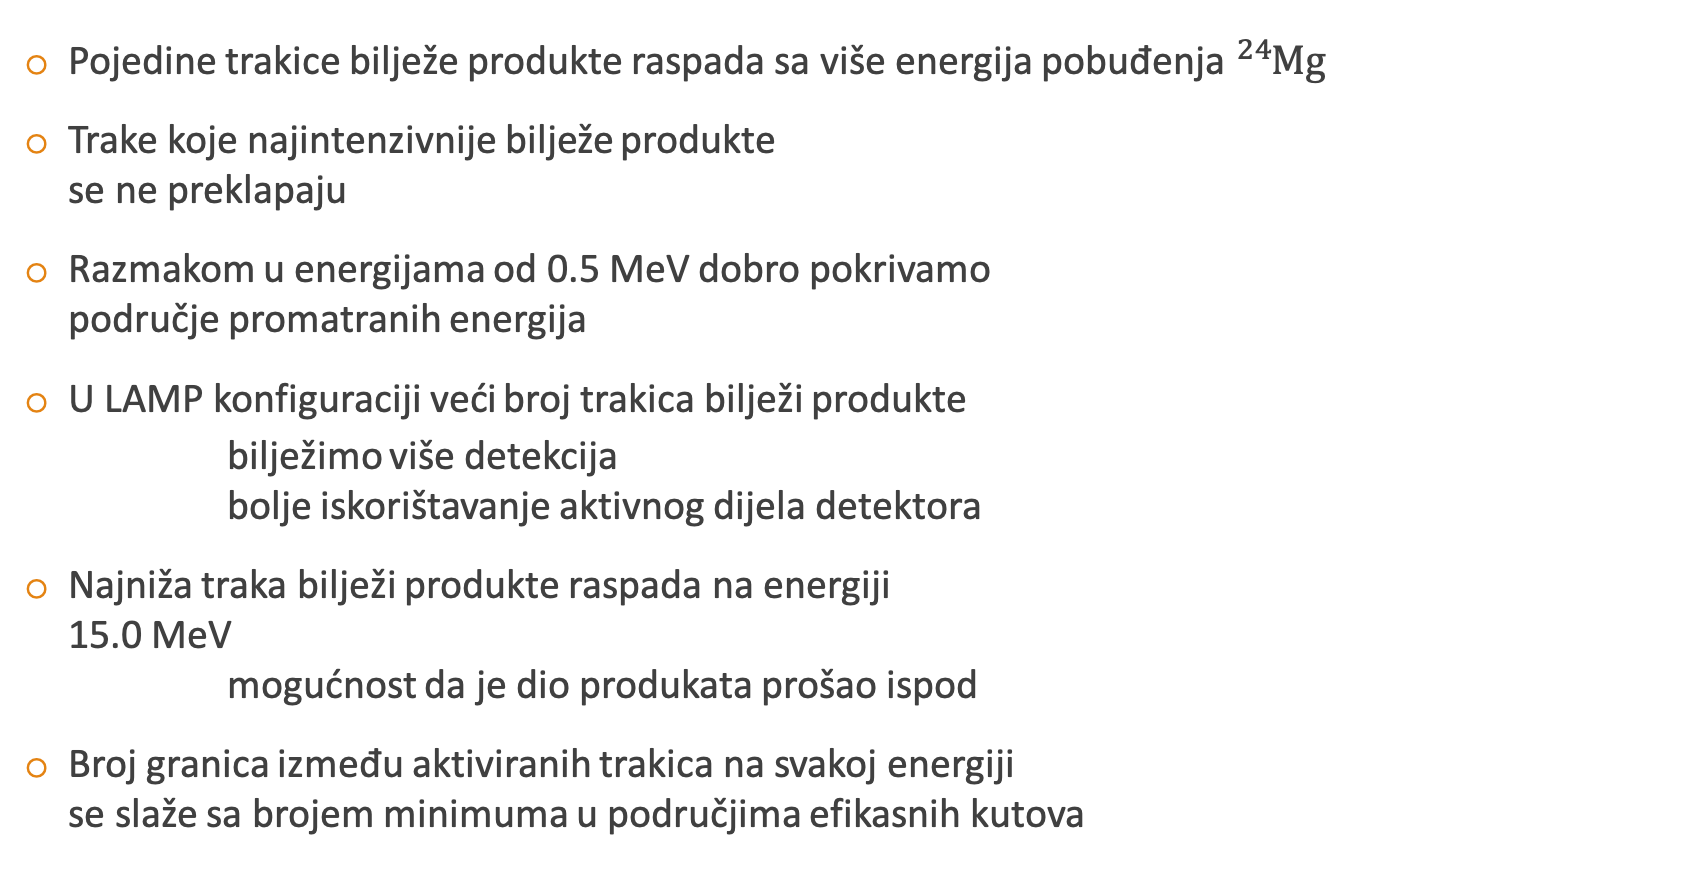 Pojedine trakice bilježe produkte raspada sa više energija pobuđenja ²⁴Mg
Trake koje najintenzivnije bilježe produkte
se ne preklapaju
Razmakom u energijama od 0.5 MeV dobro pokrivamo
područje promatranih energija
U LAMP konfiguraciji veći broj trakica bilježi produkte
bilježimo više detekcija
bolje iskorištavanje aktivnog dijela detektora
Najniža traka bilježi produkte raspada na energiji
15.0 MeV
mogućnost da je dio produkata prošao ispod
Broj granica između aktiviranih trakica na svakoj energiji
se slaže sa brojem minimuma u područjima efikasnih kutova